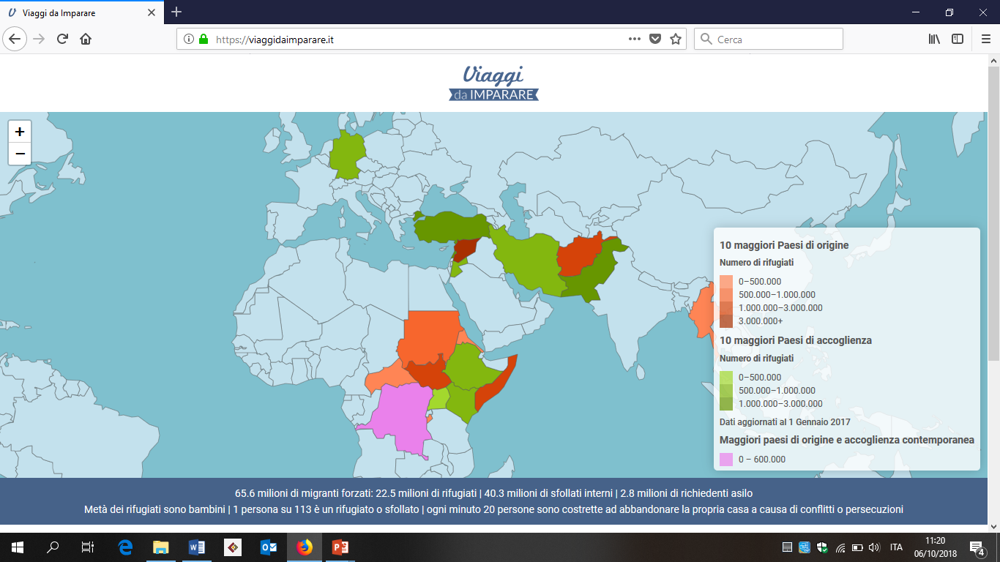 Viaggi da Imparare
https://viaggidaimparare.it
Cerca
Viaggi
da IMPARARE
+
−
10 maggiori Paesi di origine
Numero di rifugiati
0–500.000
500.000–1.000.000
1.000.000–3.000.000
3.000.000+
10 maggiori Paesi di accoglienza
Numero di rifugiati
0–500.000
500.000–1.000.000
1.000.000–3.000.000
Dati aggiornati al 1 Gennaio 2017
Maggiori paesi di origine e accoglienza contemporanea
0 – 600.000
65.6 milioni di migranti forzati: 22.5 milioni di rifugiati | 40.3 milioni di sfollati interni | 2.8 milioni di richiedenti asilo
Metà dei rifugiati sono bambini | 1 persona su 113 è un rifugiato o sfollato | ogni minuto 20 persone sono costrette ad abbandonare la propria casa a causa di conflitti o persecuzioni
ITA
11:20
06/10/2018
4